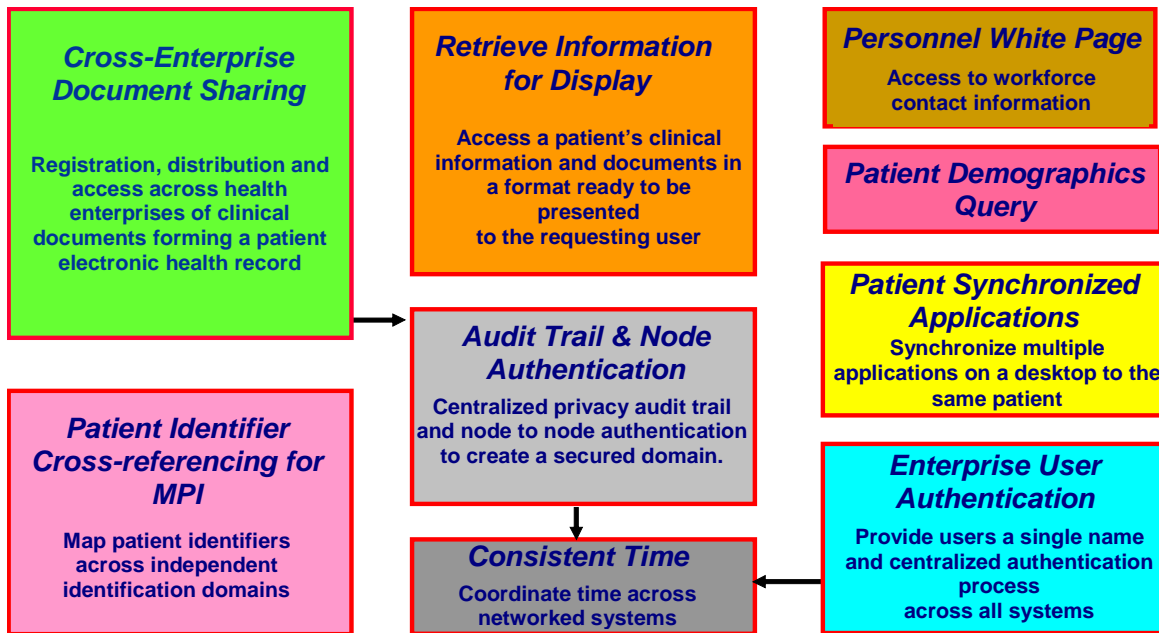 Cross-Enterprise
Document Sharing
Registration, distribution and
access across health
enterprises of clinical
documents forming a patient
electronic health record
Retrieve Information
for Display
Access a patient’s clinical
information and documents in
a format ready to be
presented
to the requesting user
Personnel White Page
Access to workforce
contact information
Patient Demographics
Query
Patient Synchronized
Applications
Synchronize multiple
applications on a desktop to the
same patient
Audit Trail & Node
Authentication
Centralized privacy audit trail
and node to node authentication
to create a secured domain.
Patient Identifier
Cross-referencing for
MPI
Map patient identifiers
across independent
identification domains
Consistent Time
Coordinate time across
networked systems
Enterprise User
Authentication
Provide users a single name
and centralized authentication
process
across all systems